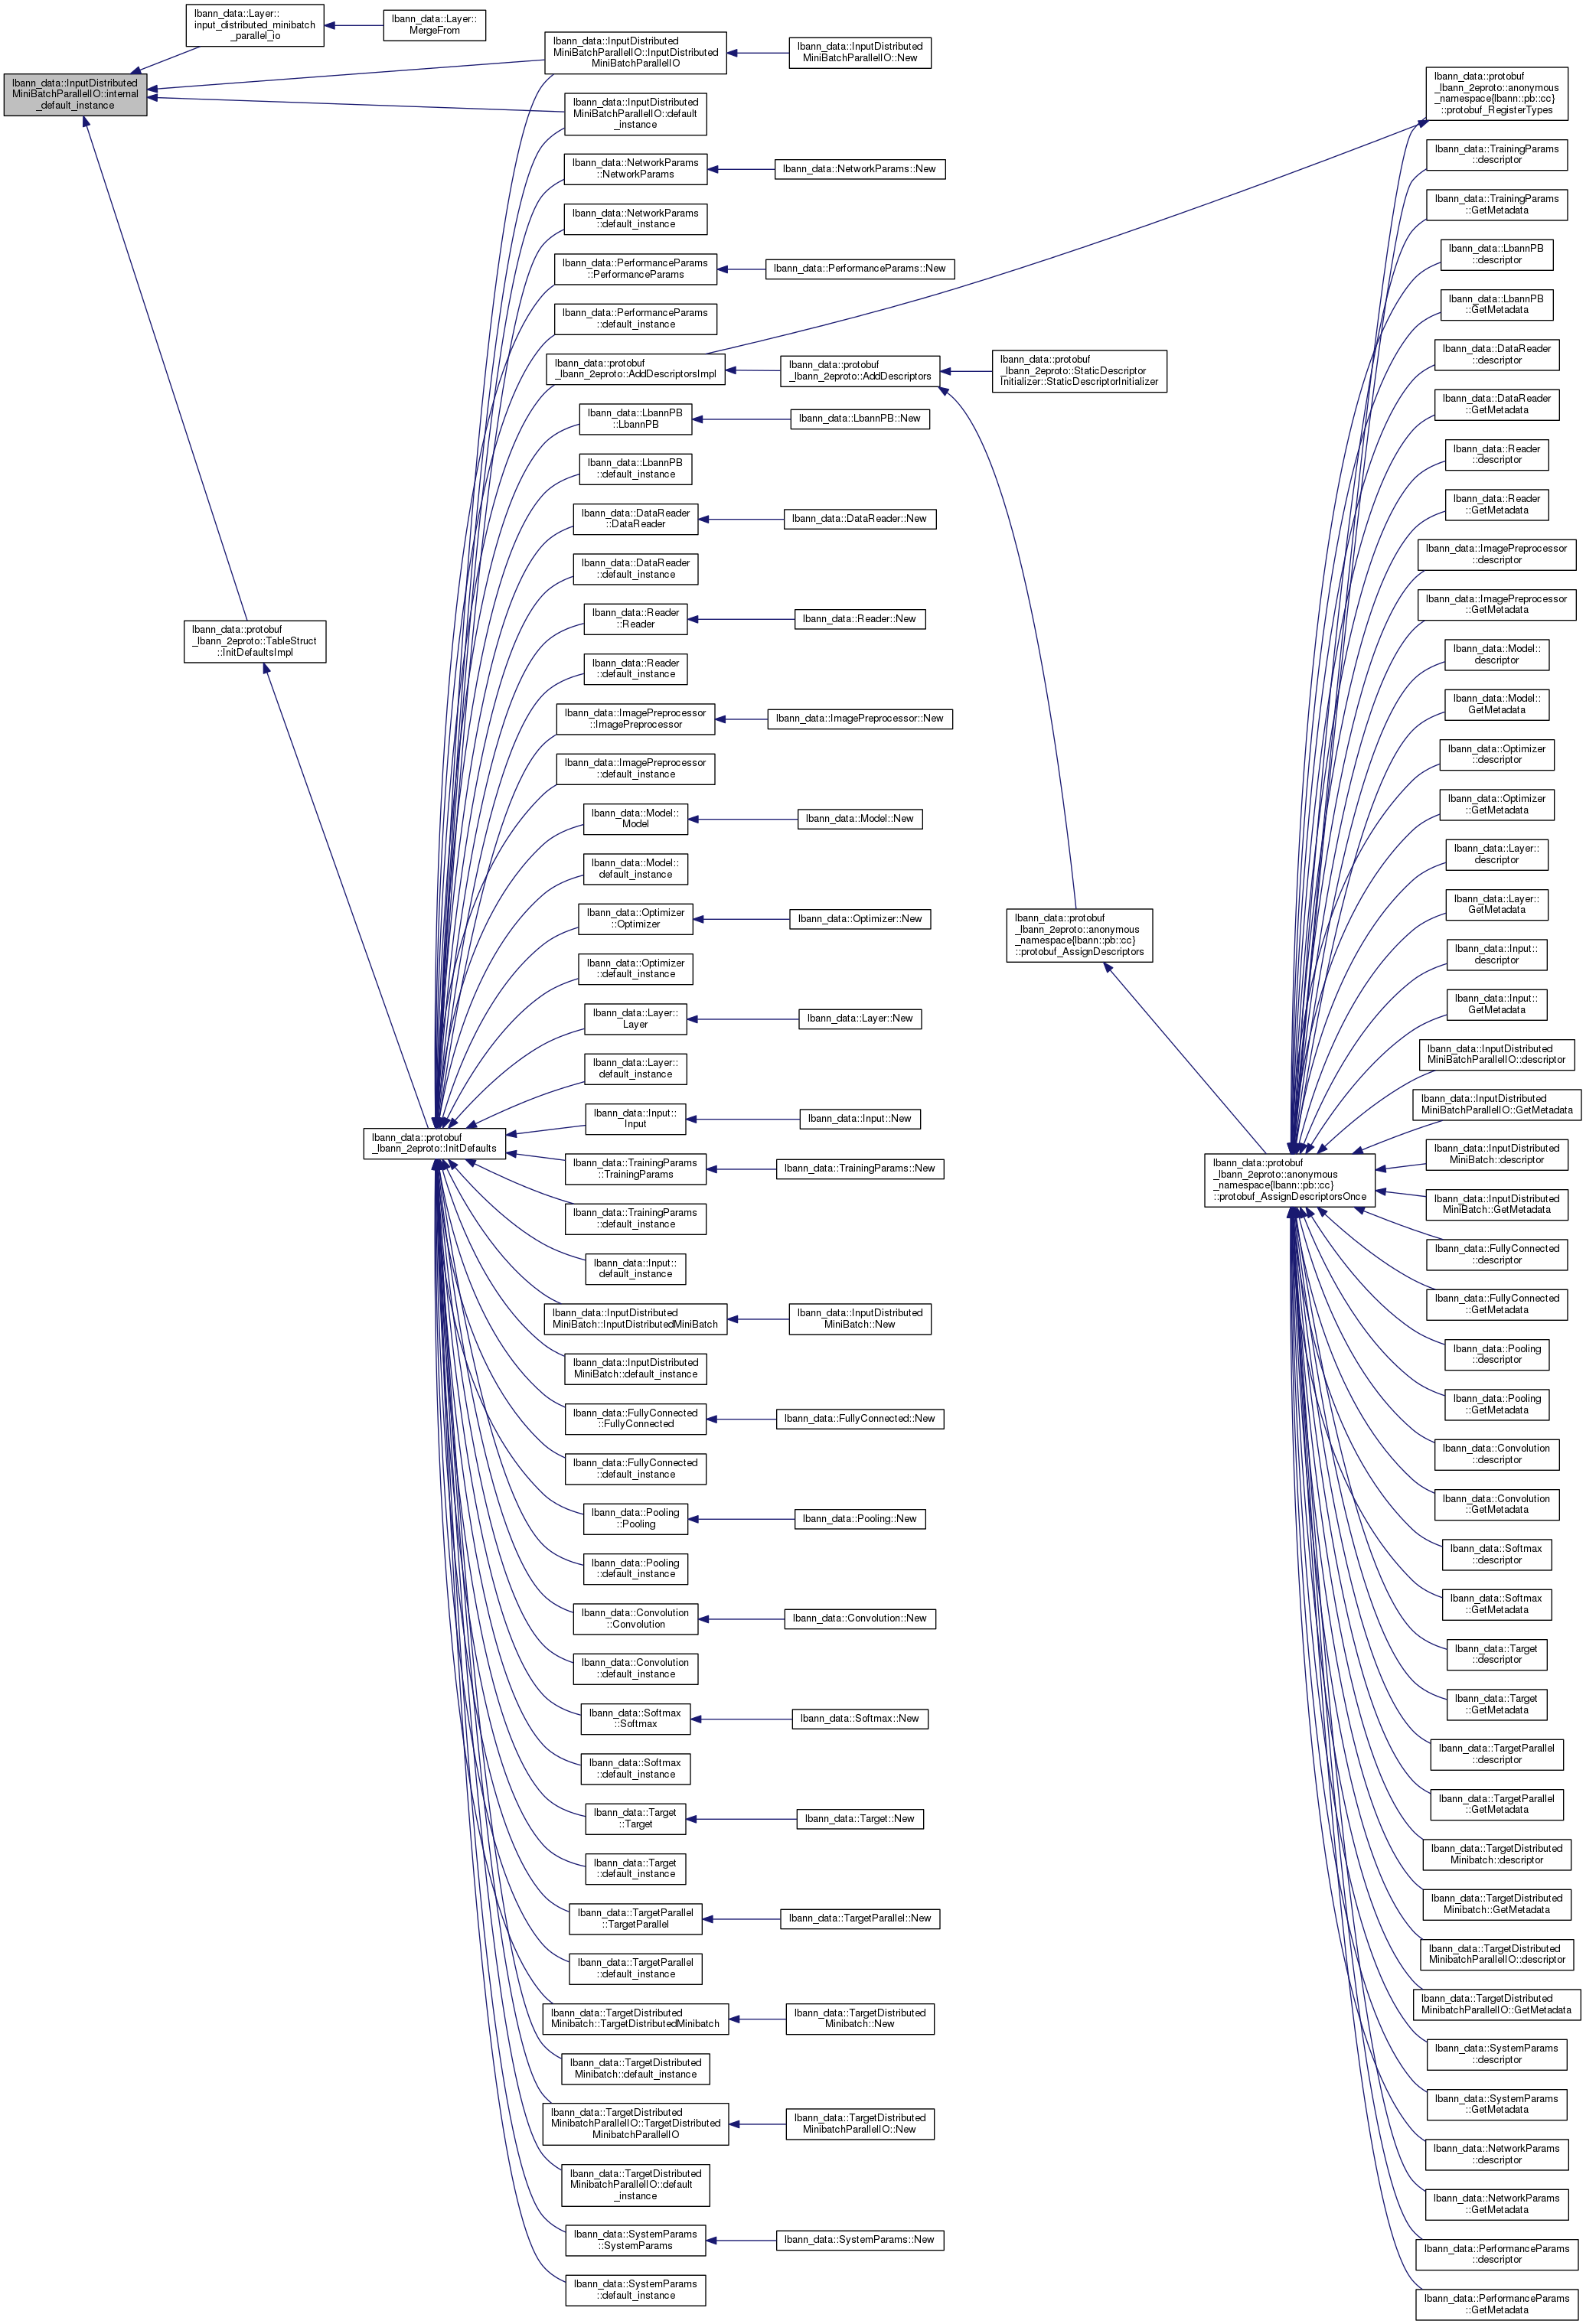 lbann_data::Layer::
input_distributed_minibatch
_parallel_io
lbann_data::Layer::
MergeFrom
lbann_data::InputDistributed
MiniBatchParallelIO::internal
_default_instance
lbann_data::protobuf
_lbann_2eproto::TableStruct
::InitDefaultsImpl
lbann_data::protobuf
_lbann_2eproto::InitDefaults
lbann_data::InputDistributed
MiniBatchParallelIO::InputDistributed
MiniBatchParallelIO
lbann_data::InputDistributed
MiniBatchParallelIO::New
lbann_data::InputDistributed
MiniBatchParallelIO::default
_instance
lbann_data::NetworkParams
::NetworkParams
lbann_data::NetworkParams::New
lbann_data::NetworkParams
::default_instance
lbann_data::PerformanceParams
::PerformanceParams
lbann_data::PerformanceParams::New
lbann_data::PerformanceParams
::default_instance
lbann_data::protobuf
_lbann_2eproto::AddDescriptorsImpl
lbann_data::protobuf
_lbann_2eproto::AddDescriptors
lbann_data::protobuf
_lbann_2eproto::StaticDescriptor
Initializer::StaticDescriptorInitializer
lbann_data::LbannPB
::LbannPB
lbann_data::LbannPB::New
lbann_data::LbannPB
::default_instance
lbann_data::DataReader
::DataReader
lbann_data::DataReader::New
lbann_data::DataReader
::default_instance
lbann_data::Reader
::Reader
lbann_data::Reader::New
lbann_data::Reader
::default_instance
lbann_data::ImagePreprocessor
::ImagePreprocessor
lbann_data::ImagePreprocessor::New
lbann_data::ImagePreprocessor
::default_instance
lbann_data::Model::
Model
lbann_data::Model::New
lbann_data::Model::
default_instance
lbann_data::Optimizer
::Optimizer
lbann_data::Optimizer::New
lbann_data::Optimizer
::default_instance
lbann_data::Layer::
Layer
lbann_data::Layer::New
lbann_data::Layer::
default_instance
lbann_data::Input::
Input
lbann_data::Input::New
lbann_data::TrainingParams
::TrainingParams
lbann_data::TrainingParams::New
lbann_data::TrainingParams
::default_instance
lbann_data::Input::
default_instance
lbann_data::InputDistributed
MiniBatch::InputDistributedMiniBatch
lbann_data::InputDistributed
MiniBatch::New
lbann_data::InputDistributed
MiniBatch::default_instance
lbann_data::FullyConnected
::FullyConnected
lbann_data::FullyConnected::New
lbann_data::FullyConnected
::default_instance
lbann_data::Pooling
::Pooling
lbann_data::Pooling::New
lbann_data::Pooling
::default_instance
lbann_data::Convolution
::Convolution
lbann_data::Convolution::New
lbann_data::Convolution
::default_instance
lbann_data::Softmax
::Softmax
lbann_data::Softmax::New
lbann_data::Softmax
::default_instance
lbann_data::Target
::Target
lbann_data::Target::New
lbann_data::Target
::default_instance
lbann_data::TargetParallel
::TargetParallel
lbann_data::TargetParallel::New
lbann_data::TargetParallel
::default_instance
lbann_data::TargetDistributed
Minibatch::TargetDistributedMinibatch
lbann_data::TargetDistributed
Minibatch::New
lbann_data::TargetDistributed
Minibatch::default_instance
lbann_data::TargetDistributed
MinibatchParallelIO::TargetDistributed
MinibatchParallelIO
lbann_data::TargetDistributed
MinibatchParallelIO::New
lbann_data::TargetDistributed
MinibatchParallelIO::default
_instance
lbann_data::SystemParams
::SystemParams
lbann_data::SystemParams::New
lbann_data::SystemParams
::default_instance
lbann_data::protobuf
_lbann_2eproto::anonymous
_namespace{lbann::pb::cc}
::protobuf_AssignDescriptors
lbann_data::protobuf
_lbann_2eproto::anonymous
_namespace{lbann::pb::cc}
::protobuf_AssignDescriptorsOnce
lbann_data::protobuf
_lbann_2eproto::anonymous
_namespace{lbann::pb::cc}
::protobuf_RegisterTypes
lbann_data::TrainingParams
::descriptor
lbann_data::TrainingParams
::GetMetadata
lbann_data::LbannPB
::descriptor
lbann_data::LbannPB
::GetMetadata
lbann_data::DataReader
::descriptor
lbann_data::DataReader
::GetMetadata
lbann_data::Reader
::descriptor
lbann_data::Reader
::GetMetadata
lbann_data::ImagePreprocessor
::descriptor
lbann_data::ImagePreprocessor
::GetMetadata
lbann_data::Model::
descriptor
lbann_data::Model::
GetMetadata
lbann_data::Optimizer
::descriptor
lbann_data::Optimizer
::GetMetadata
lbann_data::Layer::
descriptor
lbann_data::Layer::
GetMetadata
lbann_data::Input::
descriptor
lbann_data::Input::
GetMetadata
lbann_data::InputDistributed
MiniBatchParallelIO::descriptor
lbann_data::InputDistributed
MiniBatchParallelIO::GetMetadata
lbann_data::InputDistributed
MiniBatch::descriptor
lbann_data::InputDistributed
MiniBatch::GetMetadata
lbann_data::FullyConnected
::descriptor
lbann_data::FullyConnected
::GetMetadata
lbann_data::Pooling
::descriptor
lbann_data::Pooling
::GetMetadata
lbann_data::Convolution
::descriptor
lbann_data::Convolution
::GetMetadata
lbann_data::Softmax
::descriptor
lbann_data::Softmax
::GetMetadata
lbann_data::Target
::descriptor
lbann_data::Target
::GetMetadata
lbann_data::TargetParallel
::descriptor
lbann_data::TargetParallel
::GetMetadata
lbann_data::TargetDistributed
Minibatch::descriptor
lbann_data::TargetDistributed
Minibatch::GetMetadata
lbann_data::TargetDistributed
MinibatchParallelIO::descriptor
lbann_data::TargetDistributed
MinibatchParallelIO::GetMetadata
lbann_data::SystemParams
::descriptor
lbann_data::SystemParams
::GetMetadata
lbann_data::NetworkParams
::descriptor
lbann_data::NetworkParams
::GetMetadata
lbann_data::PerformanceParams
::descriptor
lbann_data::PerformanceParams
::GetMetadata